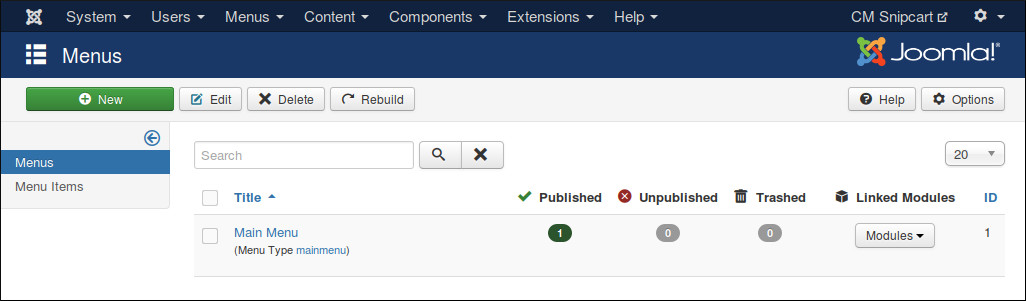 System Users Menus Content Components Extensions Help CM Snipcart
Menus Joomla!®
New Edit Delete Rebuild Help Options
Menus
Menu Items
Search 20
Title Published Unpublished Trashed Linked Modules ID
Main Menu 1 0 0 Modules 1
(Menu Type mainmenu)